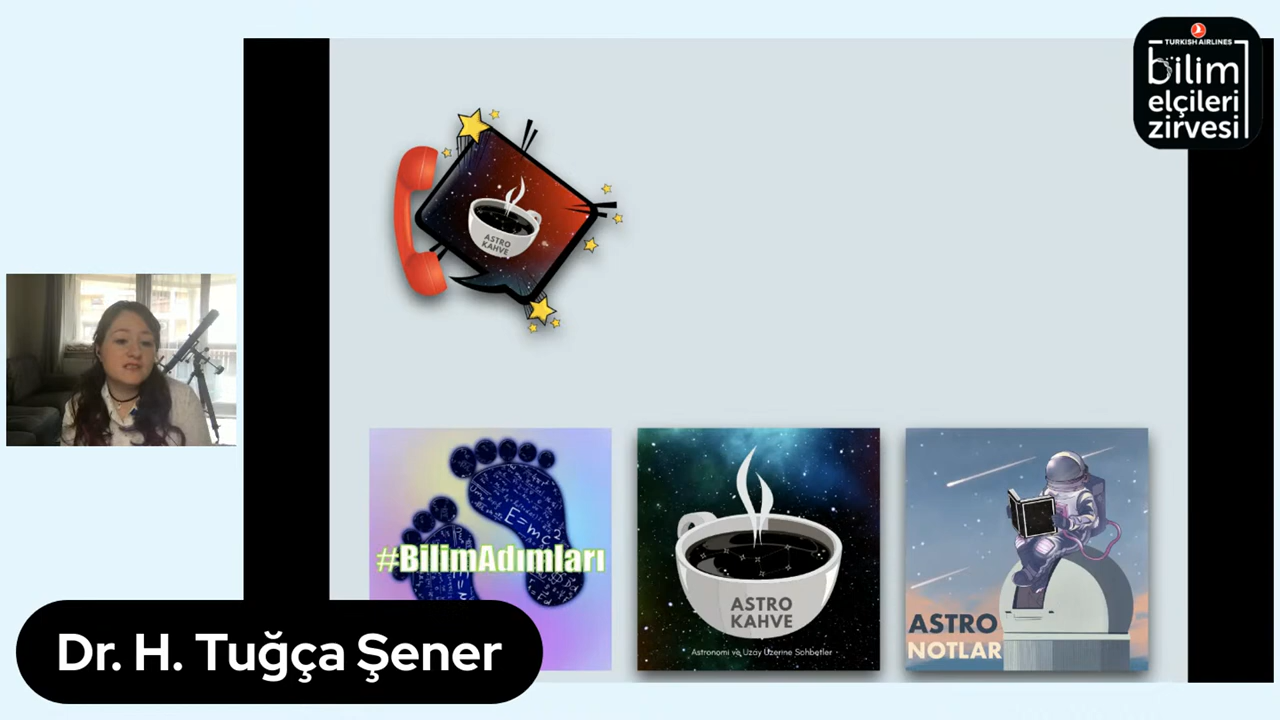 TURKISH AIRLINES
bilim
elçileri
zirvesi
ASTRO
KAHVE
E=mc²
#BilimAdımları
ASTRO
KAHVE
Astronomi ve Uzay Üzerine Sohbetler
ASTRO
NOTLAR
Dr. H. Tuğça Şener